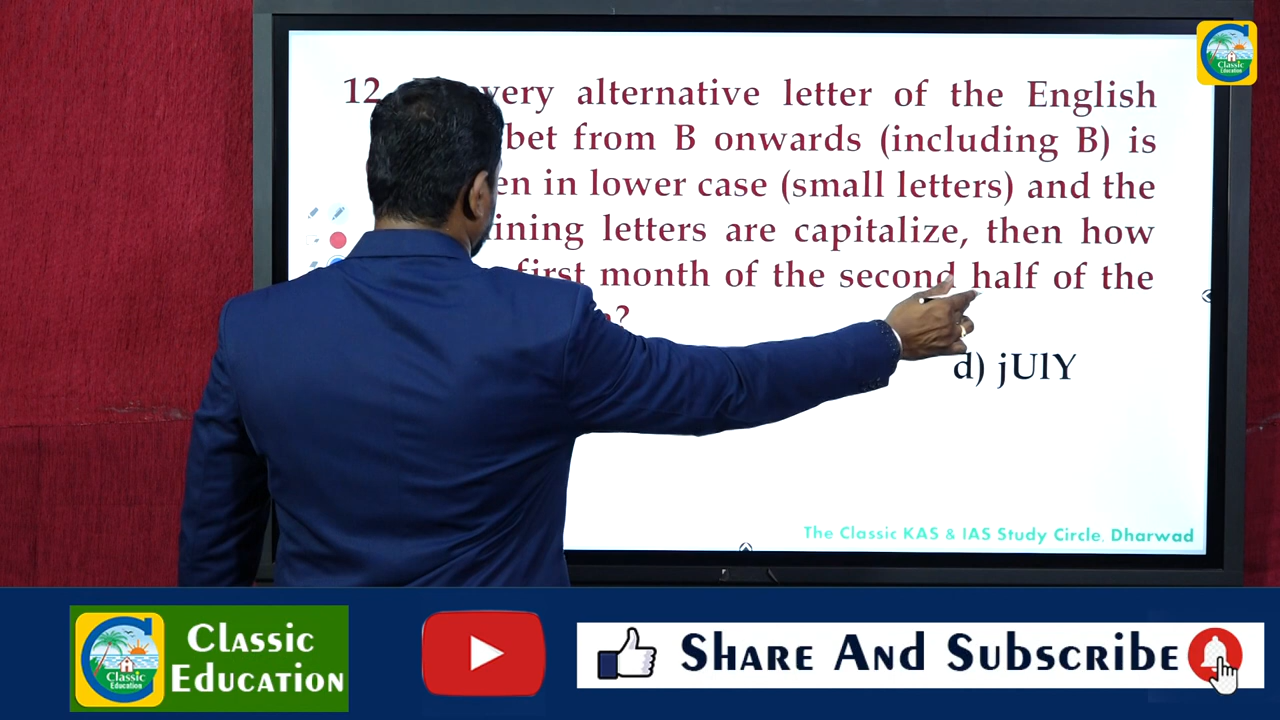 12. very alternative letter of the English
bet from B onwards (including B) is
en in lower case (small letters) and the
ining letters are capitalize, then how
first month of the second half of the
?
d) jUlY
The Classic KAS & IAS Study Circle, Dharwad
Classic
Education
Classic
Education
Classic
Education
Share And Subscribe